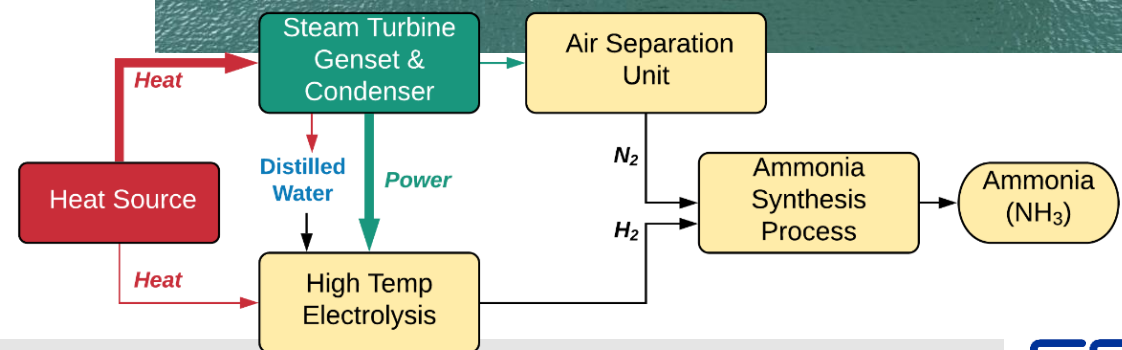 Steam Turbine
Genset &
Condenser
Air Separation
Unit
Heat
Distilled
Water
Power
N₂
Heat Source
Ammonia
Synthesis
Process
Ammonia
(NH₃)
H₂
Heat
High Temp
Electrolysis